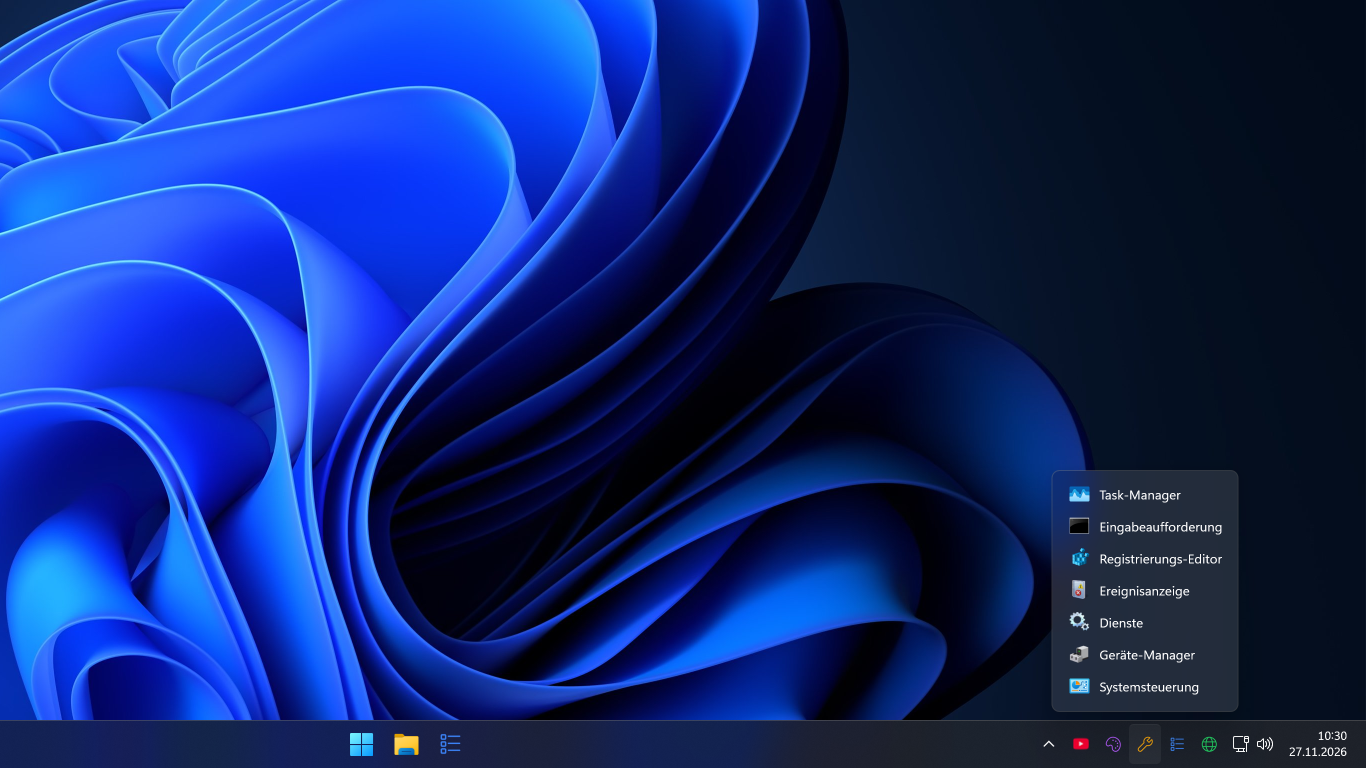 Task-Manager
Eingabeaufforderung
Registrierungs-Editor
Ereignisanzeige
Dienste
Geräte-Manager
Systemsteuerung
10:30
27.11.2026